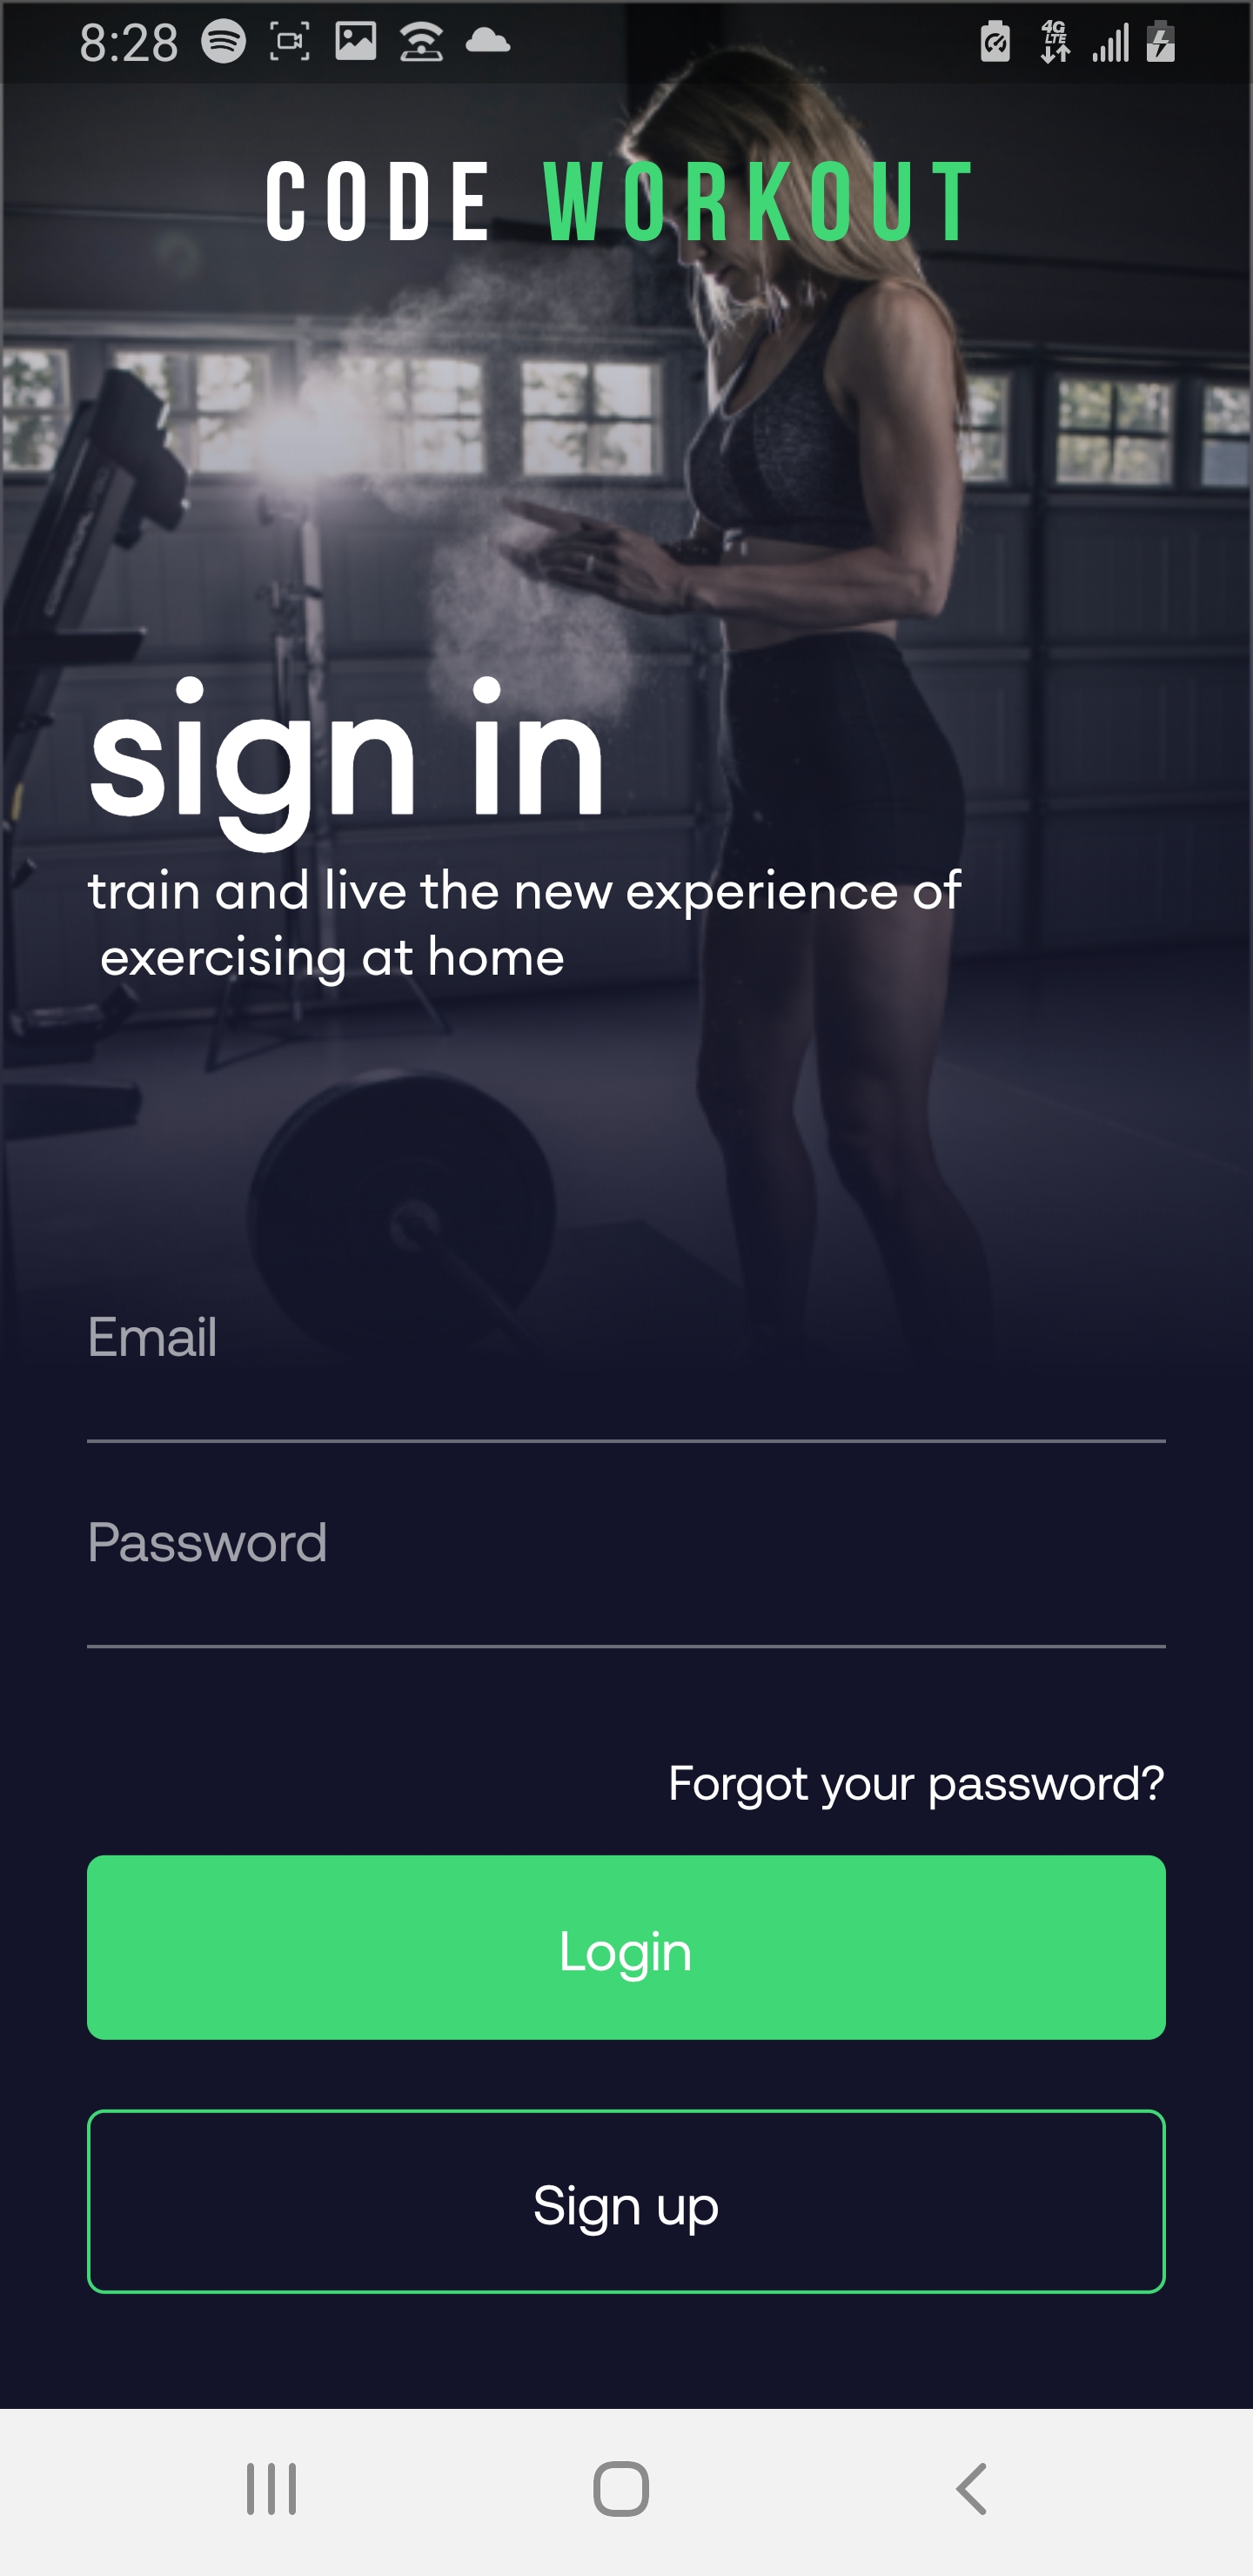 8:28
4G
LTE
CODE WORKOUT
sign in
train and live the new experience of
exercising at home
Email
Password
Forgot your password?
Login
Sign up